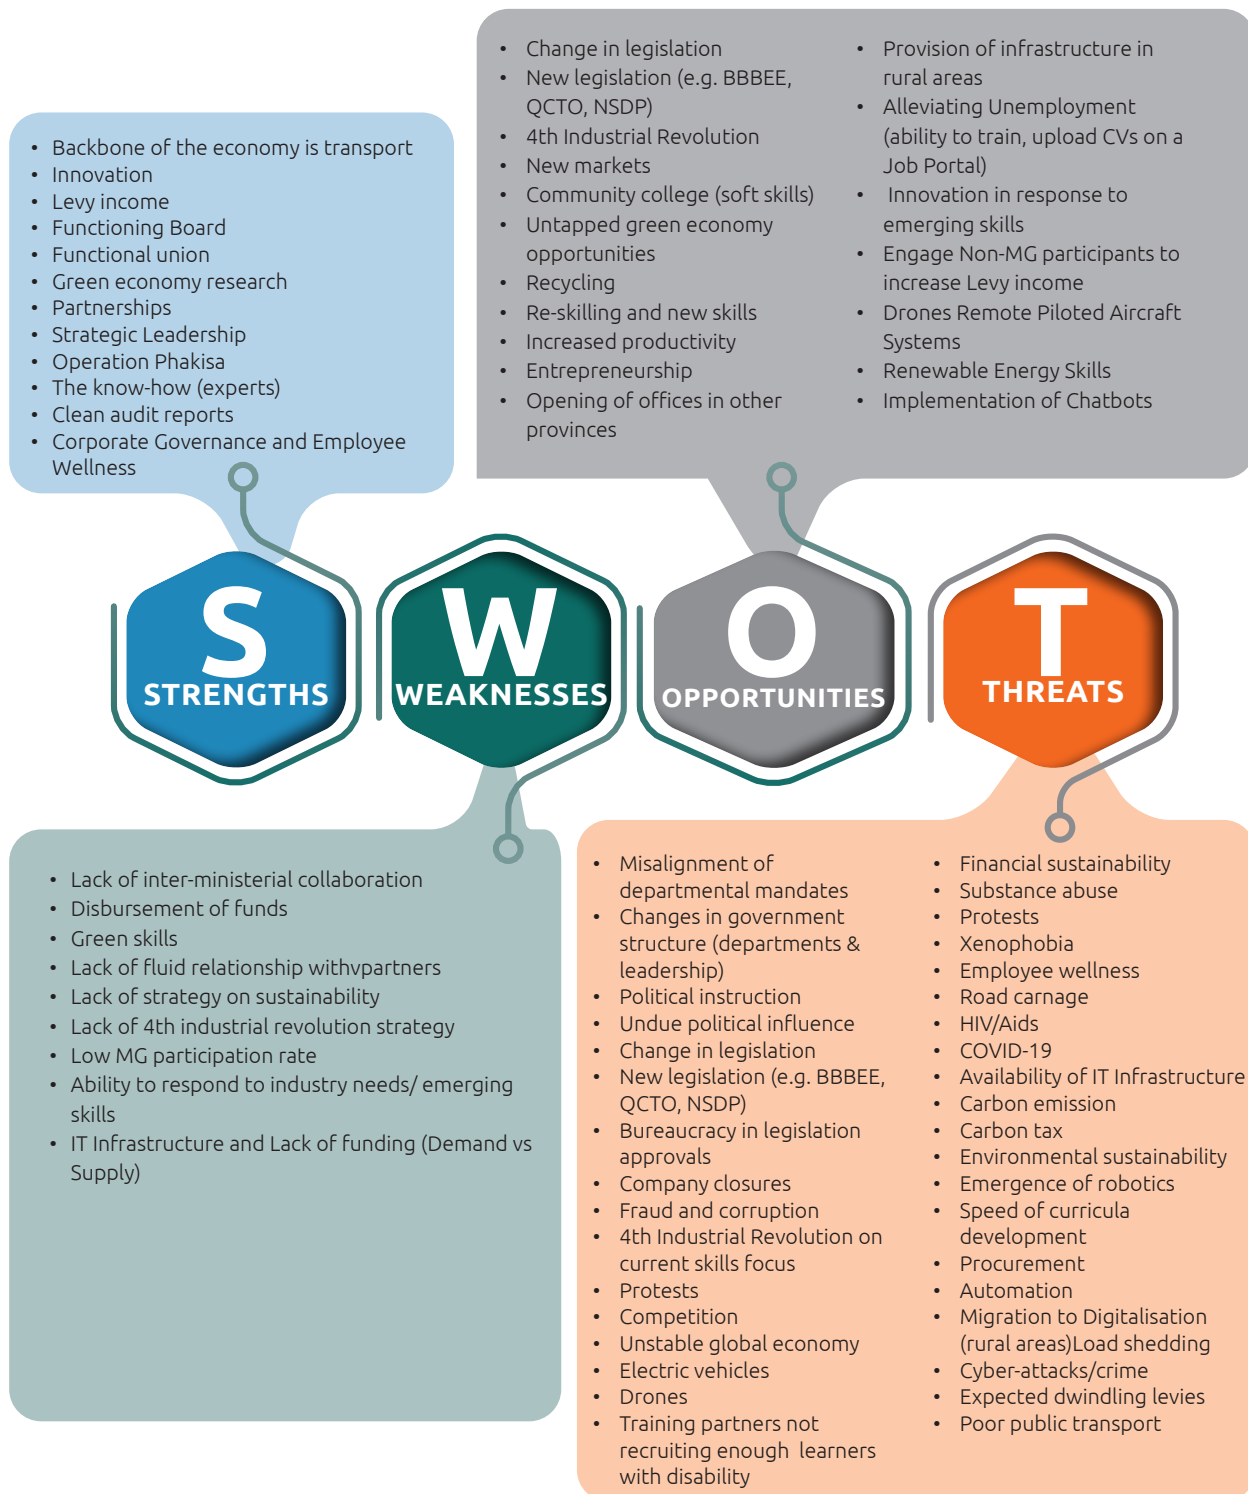 • Backbone of the economy is transport
• Innovation
• Levy income
• Functioning Board
• Functional union
• Green economy research
• Partnerships
• Strategic Leadership
• Operation Phakisa
• The know-how (experts)
• Clean audit reports
• Corporate Governance and Employee
Wellness
• Change in legislation
• New legislation (e.g. BBBEE,
QCTO, NSDP)
• 4th Industrial Revolution
• New markets
• Community college (soft skills)
• Untapped green economy
opportunities
• Recycling
• Re-skilling and new skills
• Increased productivity
• Entrepreneurship
• Opening of offices in other
provinces
• Provision of infrastructure in
rural areas
• Alleviating Unemployment
(ability to train, upload CVs on a
Job Portal)
• Innovation in response to
emerging skills
• Engage Non-MG participants to
increase Levy income
• Drones Remote Piloted Aircraft
Systems
• Renewable Energy Skills
• Implementation of Chatbots
S
STRENGTHS
W
WEAKNESSES
O
OPPORTUNITIES
T
THREATS
• Lack of inter-ministerial collaboration
• Disbursement of funds
• Green skills
• Lack of fluid relationship withvpartners
• Lack of strategy on sustainability
• Lack of 4th industrial revolution strategy
• Low MG participation rate
• Ability to respond to industry needs/ emerging
skills
• IT Infrastructure and Lack of funding (Demand vs
Supply)
• Misalignment of
departmental mandates
• Changes in government
structure (departments &
leadership)
• Political instruction
• Undue political influence
• Change in legislation
• New legislation (e.g. BBBEE,
QCTO, NSDP)
• Bureaucracy in legislation
approvals
• Company closures
• Fraud and corruption
• 4th Industrial Revolution on
current skills focus
• Protests
• Competition
• Unstable global economy
• Electric vehicles
• Drones
• Training partners not
recruiting enough learners
with disability
• Financial sustainability
• Substance abuse
• Protests
• Xenophobia
• Employee wellness
• Road carnage
• HIV/Aids
• COVID-19
• Availability of IT Infrastructure
• Carbon emission
• Carbon tax
• Environmental sustainability
• Emergence of robotics
• Speed of curricula
development
• Procurement
• Automation
• Migration to Digitalisation
(rural areas)Load shedding
• Cyber-attacks/crime
• Expected dwindling levies
• Poor public transport